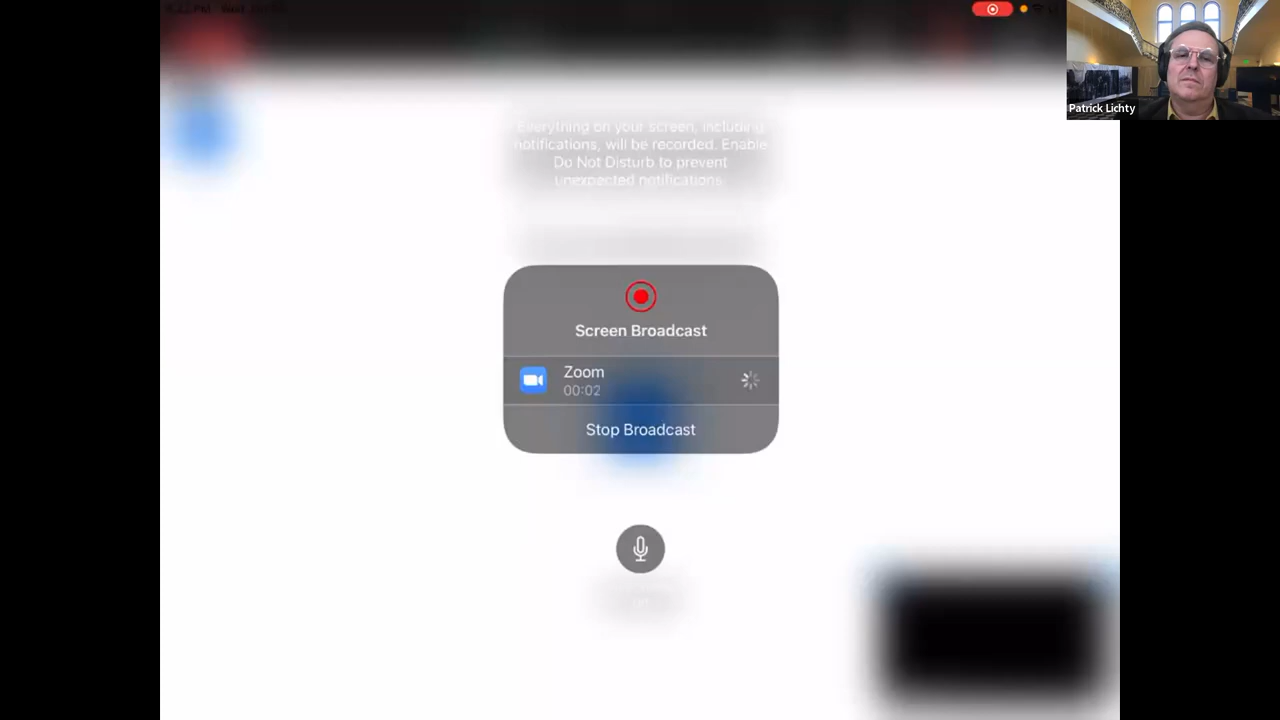 Patrick Lichty
Everything on your screen, including
notifications, will be recorded. Enable
Do Not Disturb to prevent
unexpected notifications.
Screen Broadcast
Zoom
00:02
Stop Broadcast